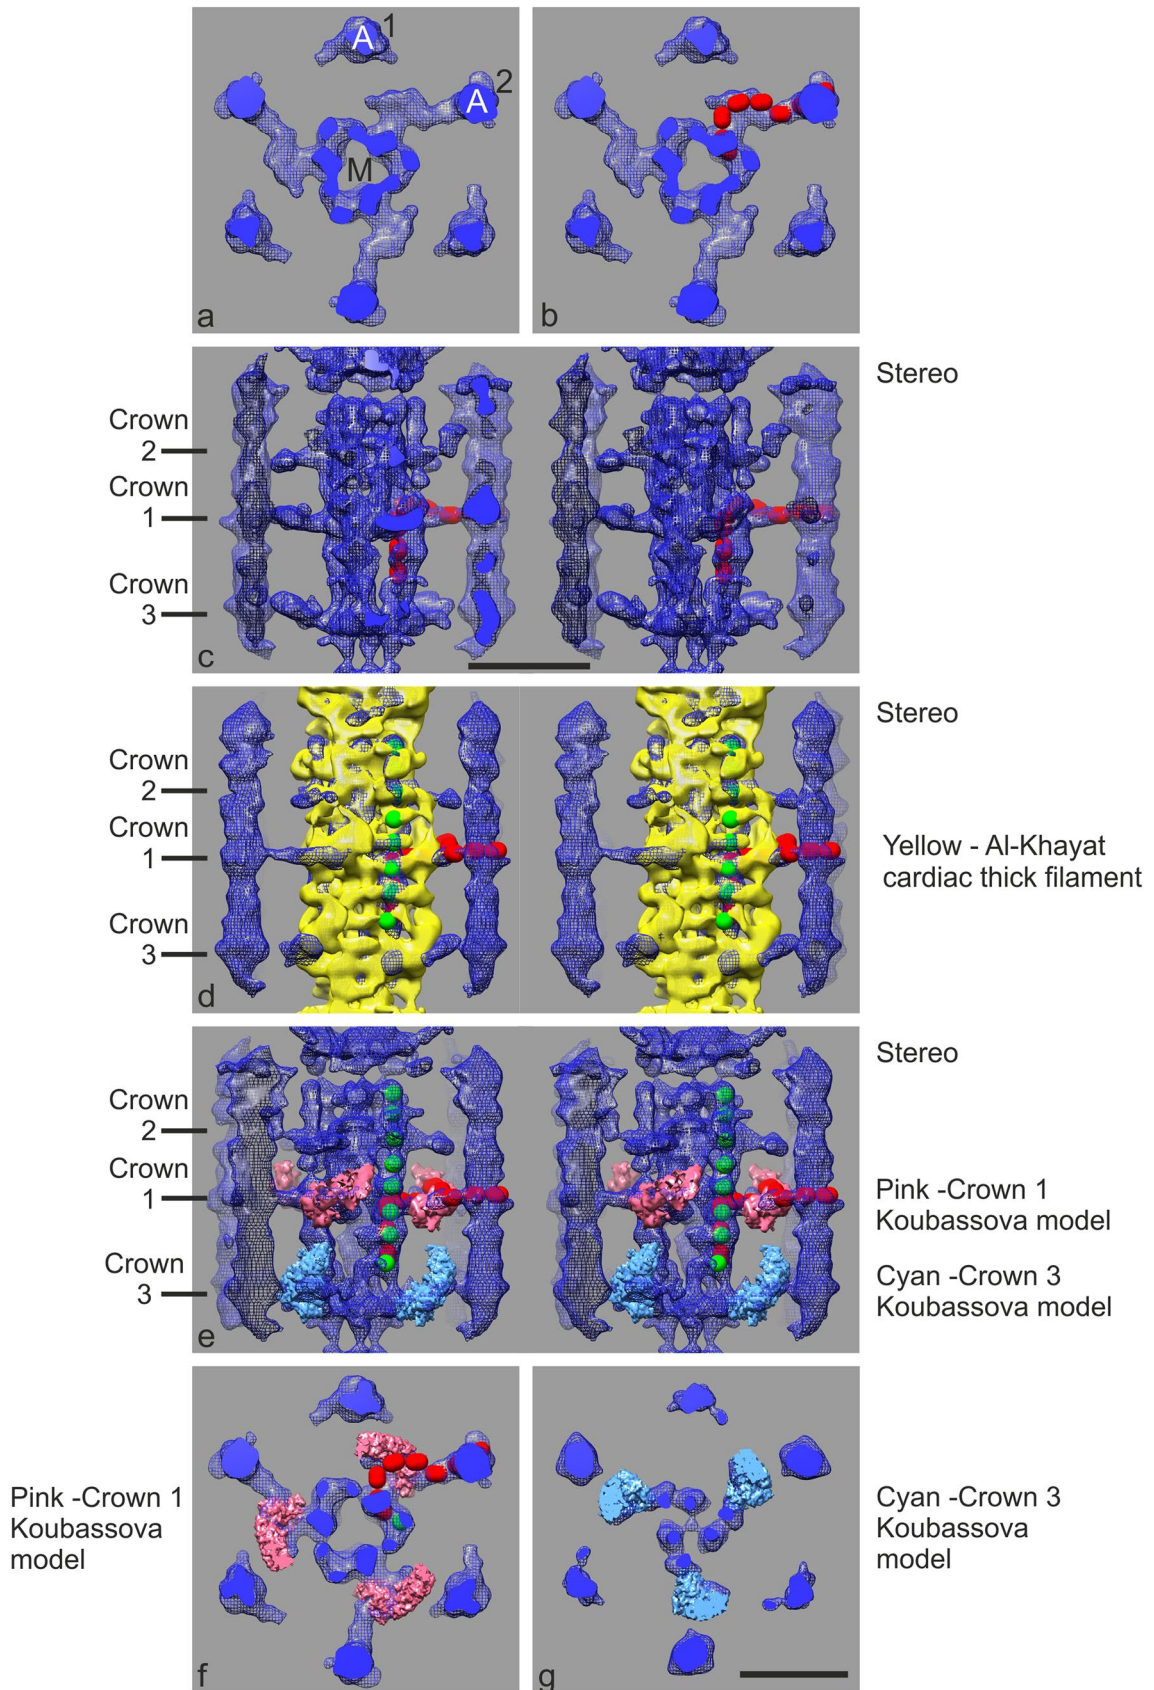 A 1
A 2
M
a
b
Crown
2
Crown
1
Crown
3
c
Stereo
Crown
2
Crown
1
Crown
3
d
Stereo
Yellow - Al-Khayat
cardiac thick filament
Crown
2
Crown
1
Crown
3
e
Stereo
Pink -Crown 1
Koubassova model
Cyan -Crown 3
Koubassova model
Pink -Crown 1
Koubassova
model
f
g
Cyan -Crown 3
Koubassova
model